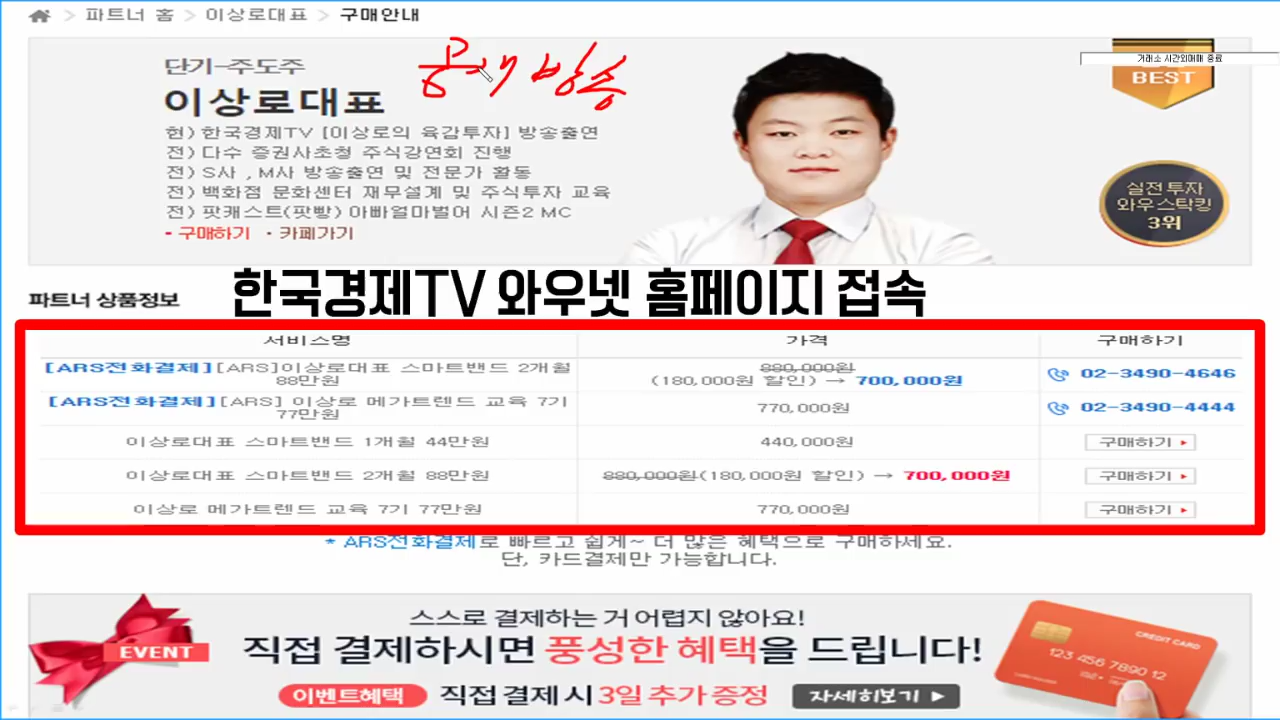 파트너 홈 > 이상로대표 > 구매안내
단기-주도주
공개방송
이상로대표
현) 한국경제TV [이상로의 육감투자] 방송출연
전) 다수 증권사초청 주식강연회 진행
전) S사 , M사 방송출연 및 전문가 활동
전) 백화점 문화센터 재무설계 및 주식투자 교육
전) 팟캐스트(팟빵) 아빠얼마벌어 시즌2 MC
- 구매하기 · 카페가기
거래소 시간외매매 종료
BEST
실전 투자
와우 스탁킹
3위
파트너 상품정보
한국경제TV 와우넷 홈페이지 접속
서비스명 가격 구매하기
[ARS전화결제][ARS]이상로대표 스마트밴드 2개월
88만원
880,000원
(180,000원 할인) → 700,000원
02-3490-4646
[ARS전화결제][ARS] 이상로 메가트렌드 교육 7기
77만원
770,000원
02-3490-4444
이상로대표 스마트밴드 1개월 44만원 440,000원 구매하기
이상로대표 스마트밴드 2개월 88만원 880,000원(180,000원 할인) → 700,000원 구매하기
이상로 메가트렌드 교육 7기 77만원 770,000원 구매하기
* ARS전화결제로 빠르고 쉽게~ 더 많은 혜택으로 구매하세요.
단, 카드결제만 가능합니다.
EVENT
스스로 결제하는 거 어렵지 않아요!
직접 결제하시면 풍성한 혜택을 드립니다!
이벤트혜택 직접 결제 시 3일 추가 증정 자세히보기 ▶
CREDIT CARD
123 456 7890 12